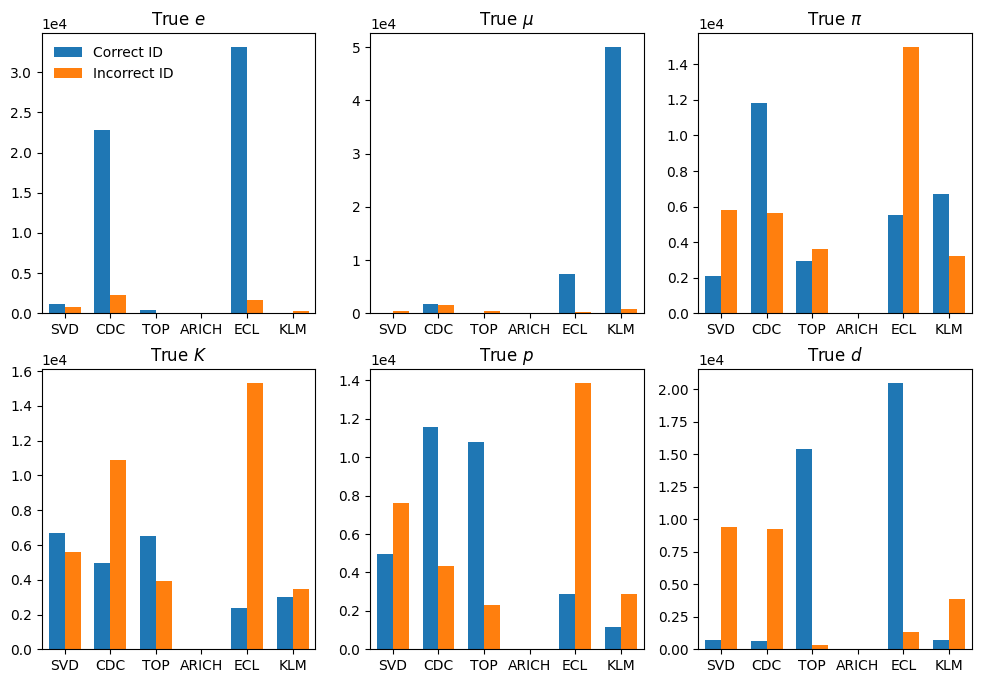 True e
1e4
Correct ID
Incorrect ID
3.0
2.5
2.0
1.5
1.0
0.5
0.0
SVD CDC TOP ARICH ECL KLM
True μ
1e4
5
4
3
2
1
0
SVD CDC TOP ARICH ECL KLM
True π
1e4
1.4
1.2
1.0
0.8
0.6
0.4
0.2
0.0
SVD CDC TOP ARICH ECL KLM
True K
1e4
1.6
1.4
1.2
1.0
0.8
0.6
0.4
0.2
0.0
SVD CDC TOP ARICH ECL KLM
True p
1e4
1.4
1.2
1.0
0.8
0.6
0.4
0.2
0.0
SVD CDC TOP ARICH ECL KLM
True d
1e4
2.00
1.75
1.50
1.25
1.00
0.75
0.50
0.25
0.00
SVD CDC TOP ARICH ECL KLM